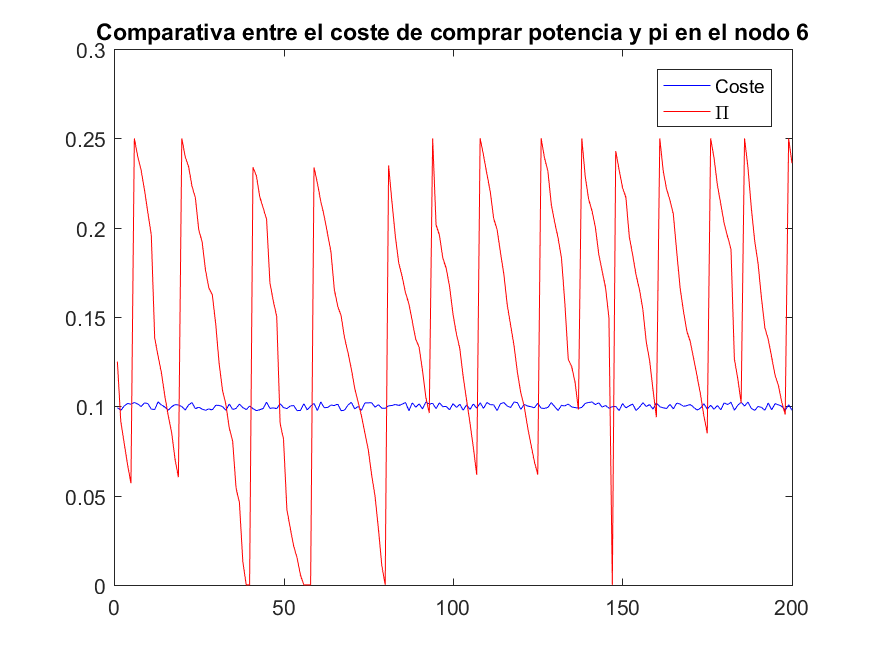 Comparativa entre el coste de comprar potencia y pi en el nodo 6
0.3
0.25
0.2
0.15
0.1
0.05
0
0 50 100 150 200
Coste
Π